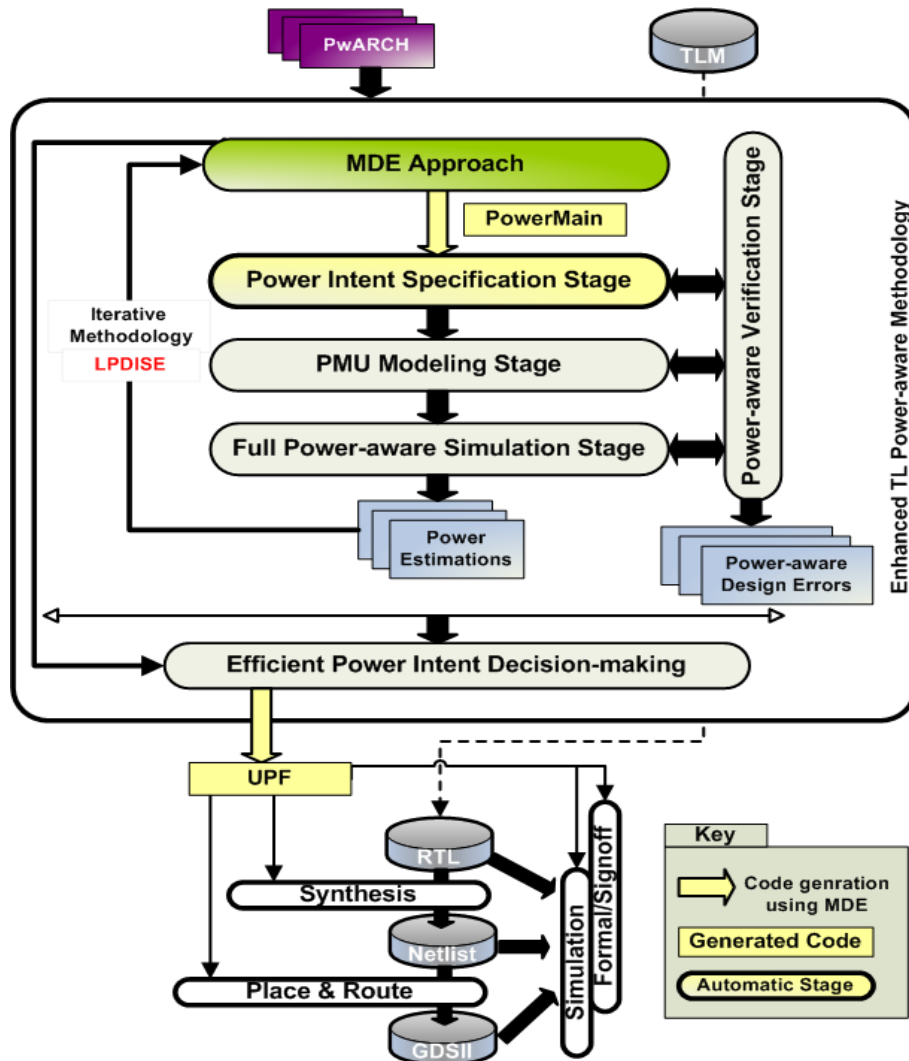 PwARCH
TLM
MDE Approach
PowerMain
Power Intent Specification Stage
Iterative
Methodology
LPDISE
PMU Modeling Stage
Full Power-aware Simulation Stage
Power-aware Verification Stage
Enhanced TL Power-aware Methodology
Power
Estimations
Power-aware
Design Errors
Efficient Power Intent Decision-making
UPF
RTL
Synthesis
Netlist
Place & Route
GDSII
Simulation
Formal/Signoff
Key
Code genration
using MDE
Generated Code
Automatic Stage